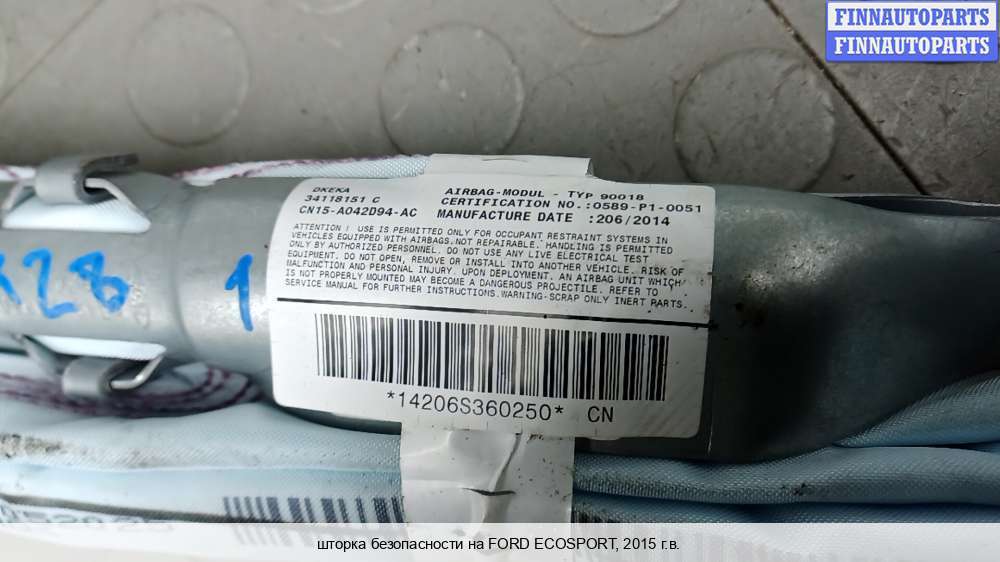 FINNAUTOPARTS
FINNAUTOPARTS
DKEKA
34118151 C
CN15-A042D94-AC
AIRBAG-MODUL - TYP 90018
CERTIFICATION NO.:0589-P1-0051
MANUFACTURE DATE :206/2014
ATTENTION! USE IS PERMITTED ONLY FOR OCCUPANT RESTRAINT SYSTEMS IN
VEHICLES EQUIPPED WITH AIRBAGS.NOT REPAIRABLE. HANDLING IS PERMITTED
ONLY BY AUTHORIZED PERSONNEL. DO NOT USE ANY LIVE ELECTRICAL TEST
EQUIPMENT. DO NOT OPEN, REMOVE OR INSTALL INTO ANOTHER VEHICLE. RISK OF
MALFUNCTION AND PERSONAL INJURY. UPON DEPLOYMENT, AN AIRBAG UNIT WHICH
IS NOT PROPERLY MOUNTED MAY BECOME A DANGEROUS PROJECTILE. REFER TO
SERVICE MANUAL FOR FURTHER INSTRUCTIONS.WARNING-SCRAP ONLY INERT PARTS.
28 1
*14206S360250* CN
шторка безопасности на FORD ECOSPORT, 2015 г.в.